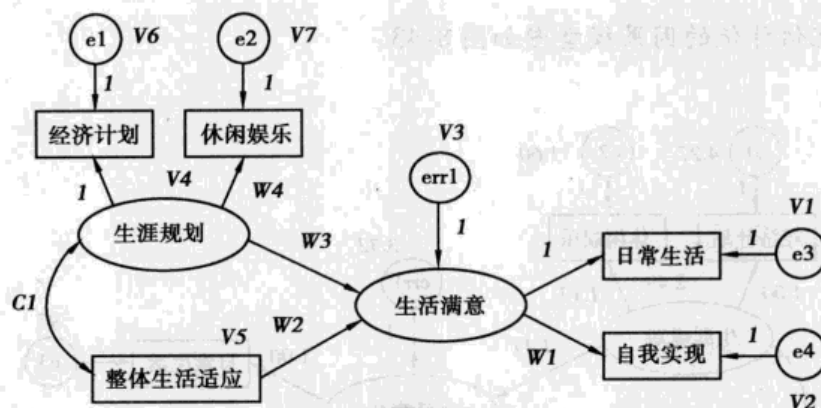 e1
V6
e2
V7
1
1
经济计划
休闲娱乐
V3
1
V4
W4
err1
生涯规划
W3
1
V1
1
1
日常生活
e3
C1
生活满意
V5
W2
W1
1
整体生活适应
自我实现
e4
V2